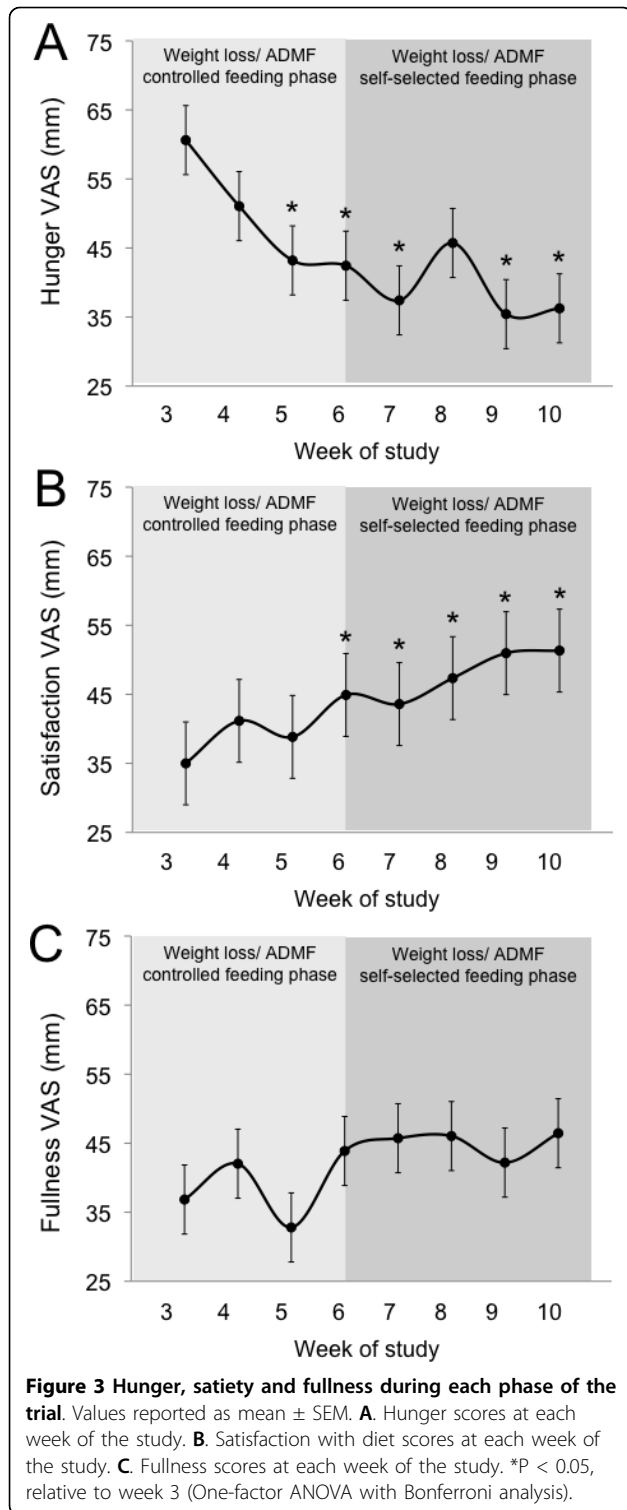 A
75
65
55
45
35
25
Hunger VAS (mm)
Weight loss/ ADMF
controlled feeding phase
Weight loss/ ADMF
self-selected feeding phase
* * * * *
3 4 5 6 7 8 9 10
Week of study
B
75
65
55
45
35
25
Satisfaction VAS (mm)
Weight loss/ ADMF
controlled feeding phase
Weight loss/ ADMF
self-selected feeding phase
* * * * *
3 4 5 6 7 8 9 10
Week of study
C
75
65
55
45
35
25
Fullness VAS (mm)
Weight loss/ ADMF
controlled feeding phase
Weight loss/ ADMF
self-selected feeding phase
3 4 5 6 7 8 9 10
Week of study
Figure 3 Hunger, satiety and fullness during each phase of the
trial. Values reported as mean ± SEM. A. Hunger scores at each
week of the study. B. Satisfaction with diet scores at each week of
the study. C. Fullness scores at each week of the study. *P < 0.05,
relative to week 3 (One-factor ANOVA with Bonferroni analysis).